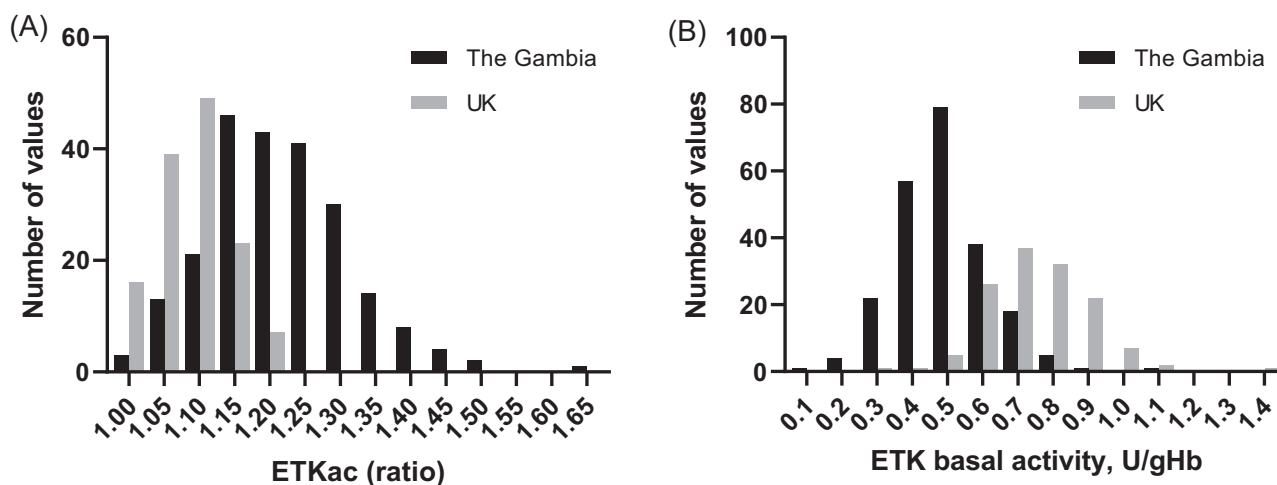 (A)
60
40
20
0
Number of values
The Gambia
UK
1.00 1.05 1.10 1.15 1.20 1.25 1.30 1.35 1.40 1.45 1.50 1.55 1.60 1.65
ETKac (ratio)
(B)
100
80
60
40
20
0
Number of values
The Gambia
UK
0.1 0.2 0.3 0.4 0.5 0.6 0.7 0.8 0.9 1.0 1.1 1.2 1.3 1.4
ETK basal activity, U/gHb